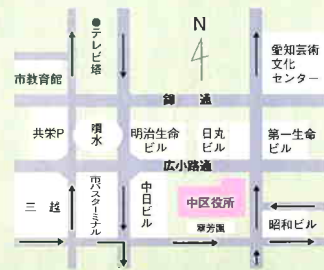 N
テレビ塔
愛知芸術
文化
センター
市教育館
錦 通
共栄P
噴水
明治生命
ビル
日丸
ビル
第一生命
ビル
広小路通
三 越
市バスターミナル
中日
ビル
中区役所
翠芳園
昭和ビル